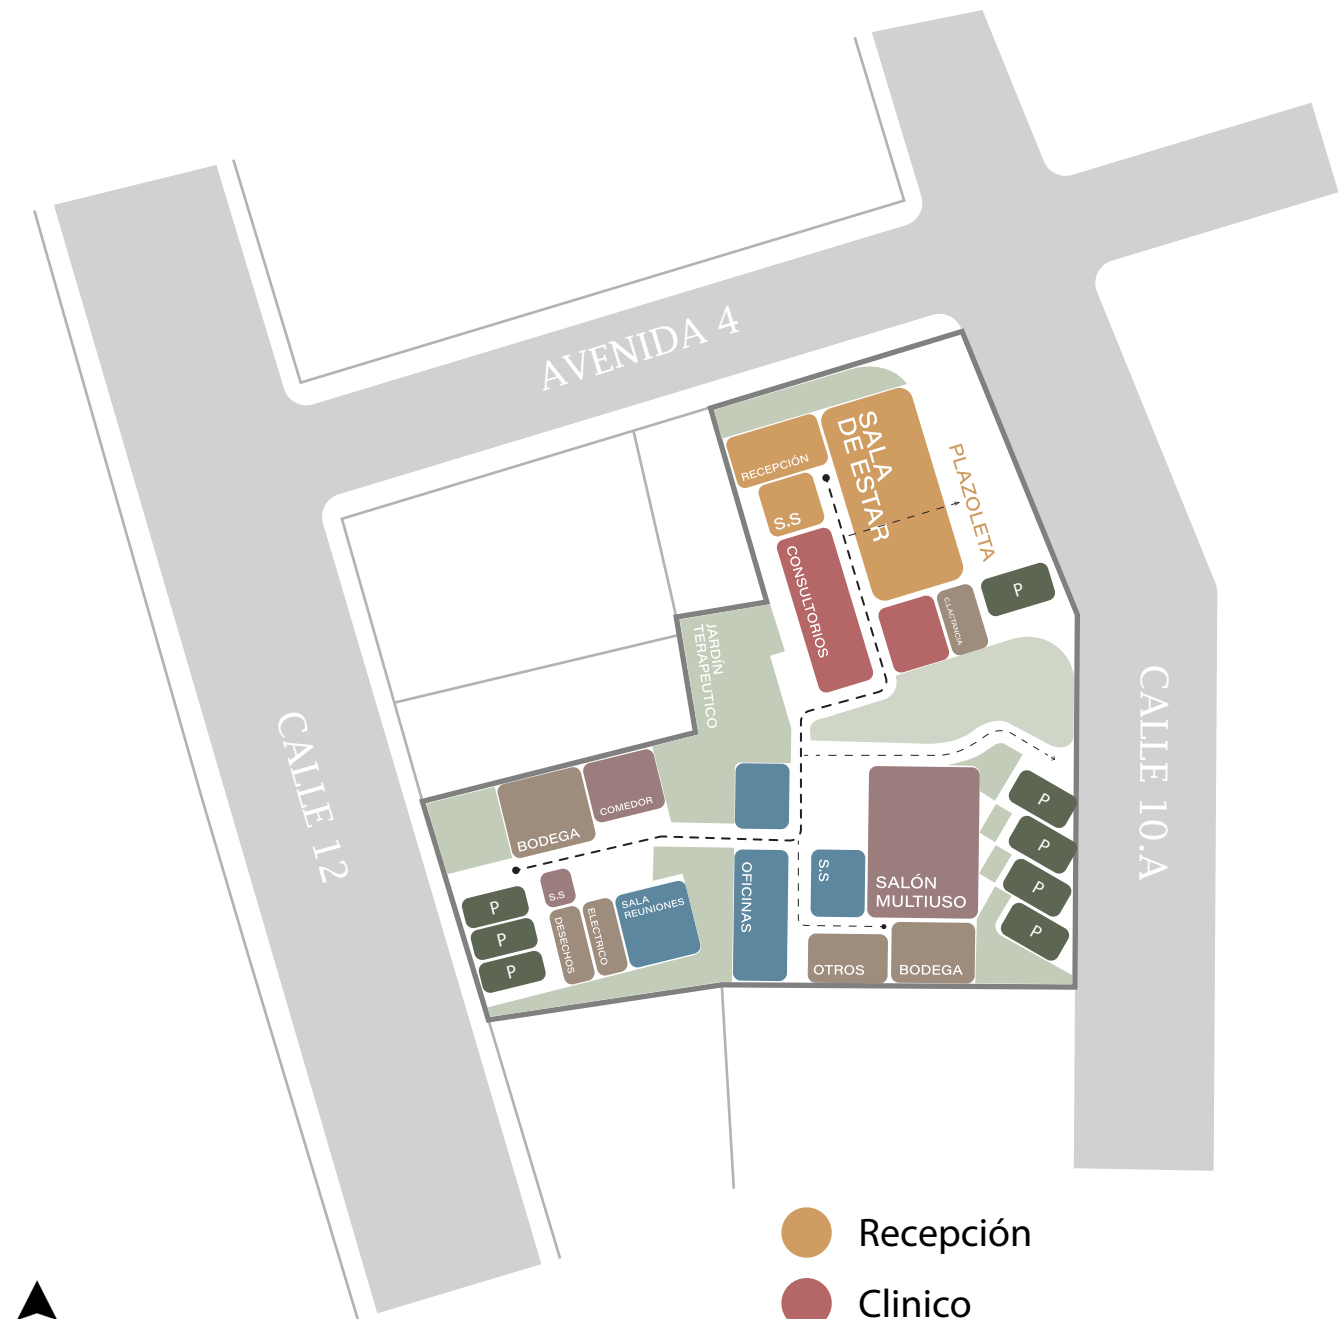 AVENIDA 4
SALA
DE ESTAR
RECEPCIÓN
S.S
PLAZOLETA
CONSULTORIOS
C.LACTANCIA
P
JARDÍN
TERAPEUTICO
CALLE 10.A
CALLE 12
COMEDOR
BODEGA
P
P
P
P
S.S
SALÓN
MULTIUSO
OFICINAS
S.S
SALA
REUNIONES
ELECTRICO
DESECHOS
P
P
P
OTROS
BODEGA
Recepción
Clinico